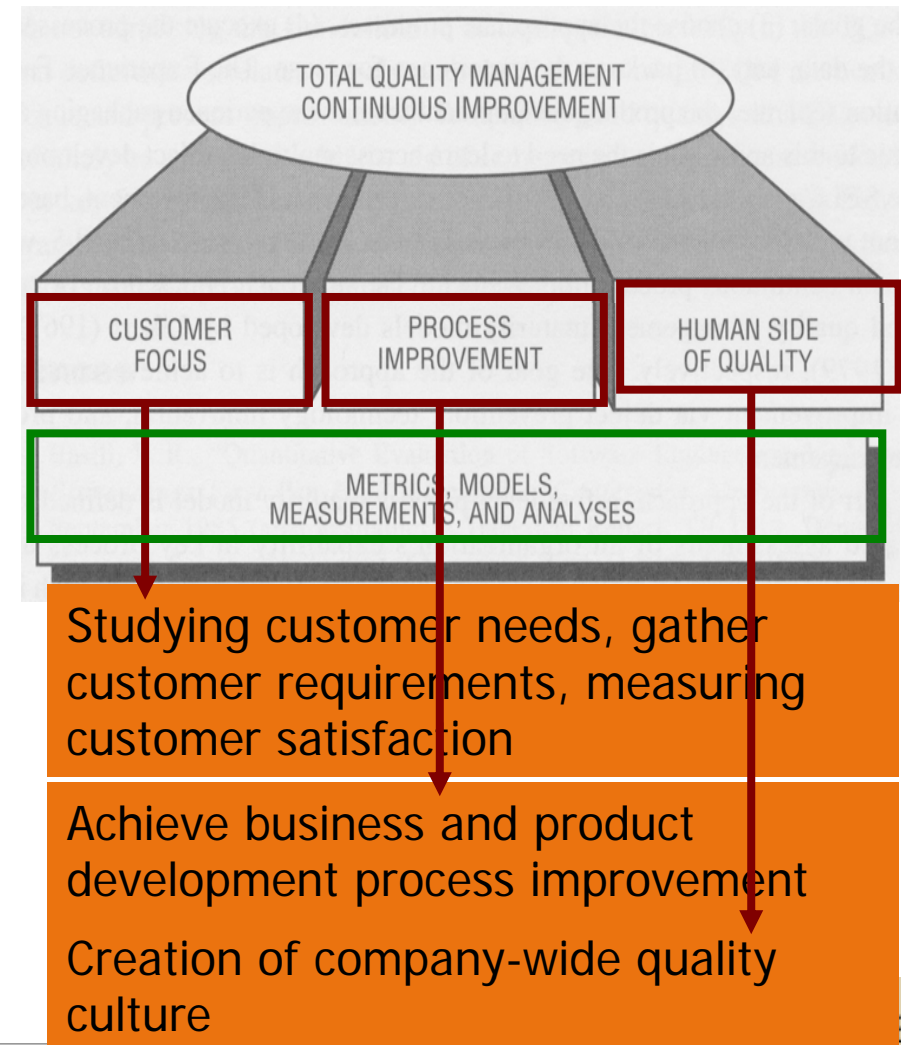 TOTAL QUALITY MANAGEMENT
CONTINUOUS IMPROVEMENT
CUSTOMER
FOCUS
PROCESS
IMPROVEMENT
HUMAN SIDE
OF QUALITY
METRICS, MODELS,
MEASUREMENTS, AND ANALYSES
Studying customer needs, gather
customer requirements, measuring
customer satisfaction
Achieve business and product
development process improvement
Creation of company-wide quality
culture